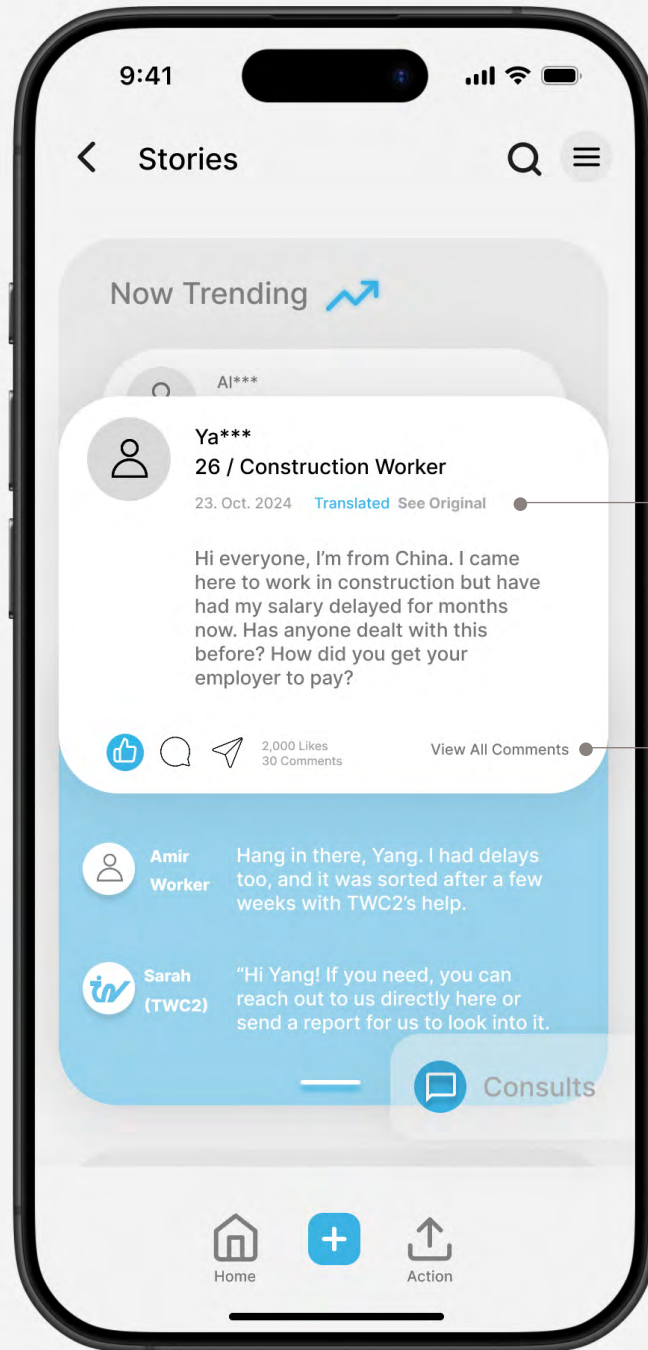 9:41
Stories
Now Trending
Al***
Ya***
26 / Construction Worker
23. Oct. 2024 Translated See Original
Hi everyone, I'm from China. I came
here to work in construction but have
had my salary delayed for months
now. Has anyone dealt with this
before? How did you get your
employer to pay?
2,000 Likes
30 Comments
View All Comments
Amir
Worker
Hang in there, Yang. I had delays
too, and it was sorted after a few
weeks with TWC2's help.
Sarah
(TWC2)
“Hi Yang! If you need, you can
reach out to us directly here or
send a report for us to look into it.
Consults
Home
Action